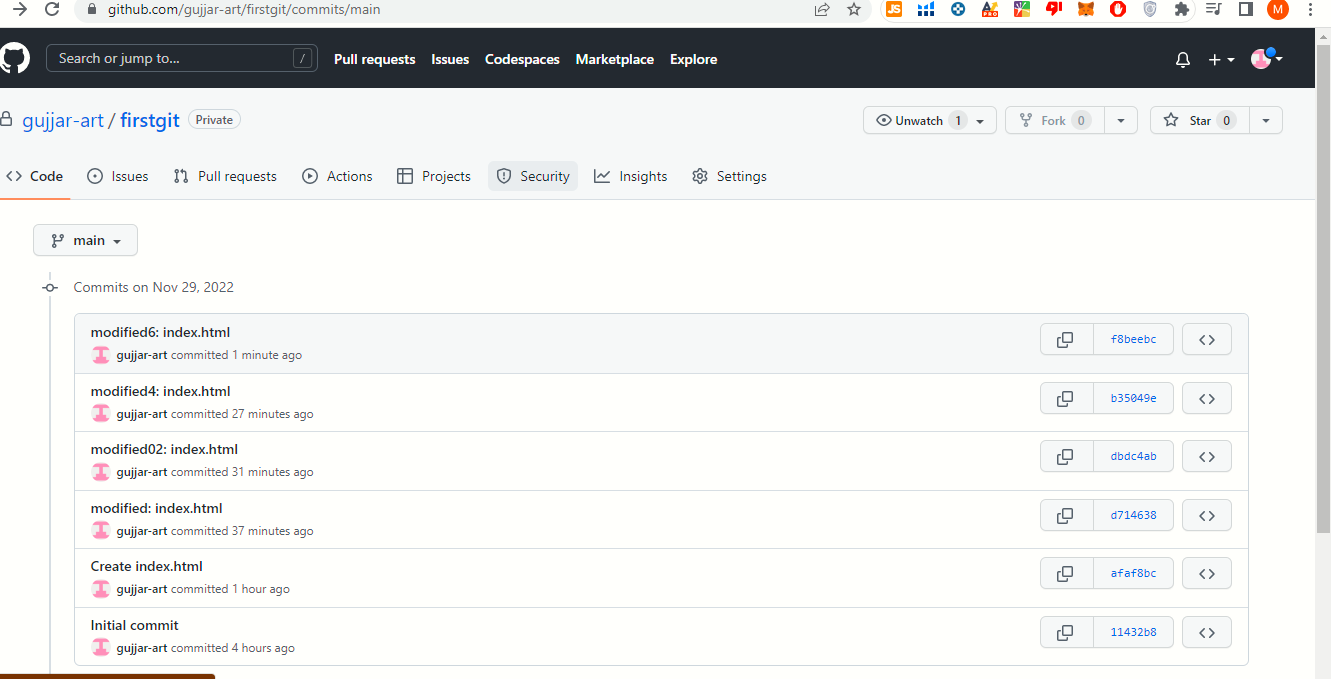 github.com/gujjar-art/firstgit/commits/main
JS
PRO
M
Search or jump to... /
Pull requests Issues Codespaces Marketplace Explore
gujjar-art / firstgit Private
Unwatch 1 Fork 0 Star 0
Code Issues Pull requests Actions Projects Security Insights Settings
main
Commits on Nov 29, 2022
modified6: index.html
gujjar-art committed 1 minute ago
f8beebc
modified4: index.html
gujjar-art committed 27 minutes ago
b35049e
modified02: index.html
gujjar-art committed 31 minutes ago
dbdc4ab
modified: index.html
gujjar-art committed 37 minutes ago
d714638
Create index.html
gujjar-art committed 1 hour ago
afaf8bc
Initial commit
gujjar-art committed 4 hours ago
11432b8